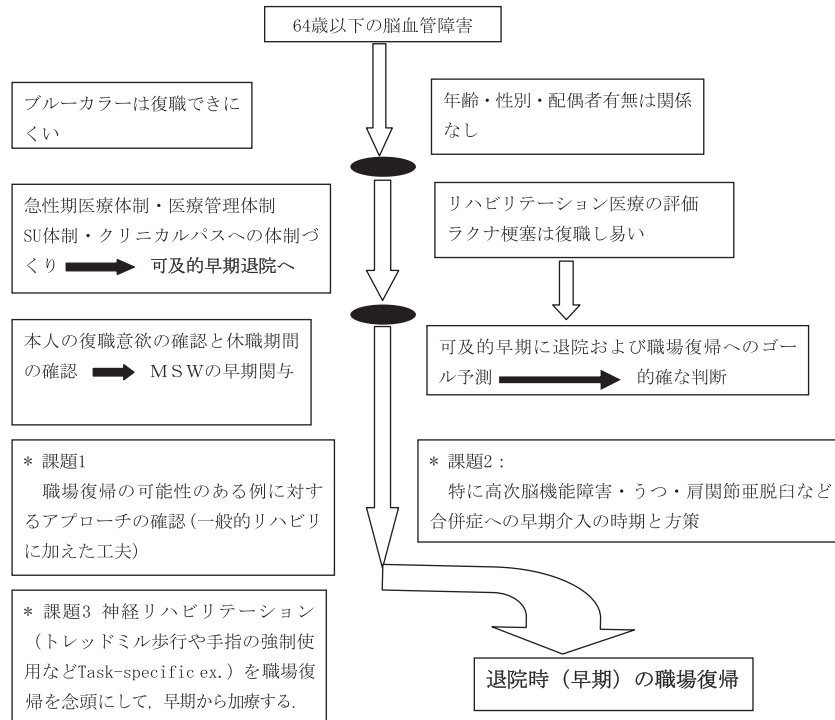 64歳以下の脳血管障害
ブルーカラーは復職できに
くい
年齢・性別・配偶者有無は関係
なし
急性期医療体制・医療管理体制
SU体制・クリニカルパスへの体制づ
くり 可及的早期退院へ
リハビリテーション医療の評価
ラクナ梗塞は復職し易い
本人の復職意欲の確認と休職期間
の確認 MSWの早期関与
可及的早期に退院および職場復帰へのゴー
ル予測 的確な判断
* 課題1
職場復帰の可能性のある例に対す
るアプローチの確認(一般的リハビリ
に加えた工夫)
* 課題2:
特に高次脳機能障害・うつ・肩関節亜脱臼など
合併症への早期介入の時期と方策
* 課題3 神経リハビリテーション
(トレッドミル歩行や手指の強制使
用などTask-specific ex.)を職場復
帰を念頭にして,早期から加療する.
退院時(早期)の職場復帰